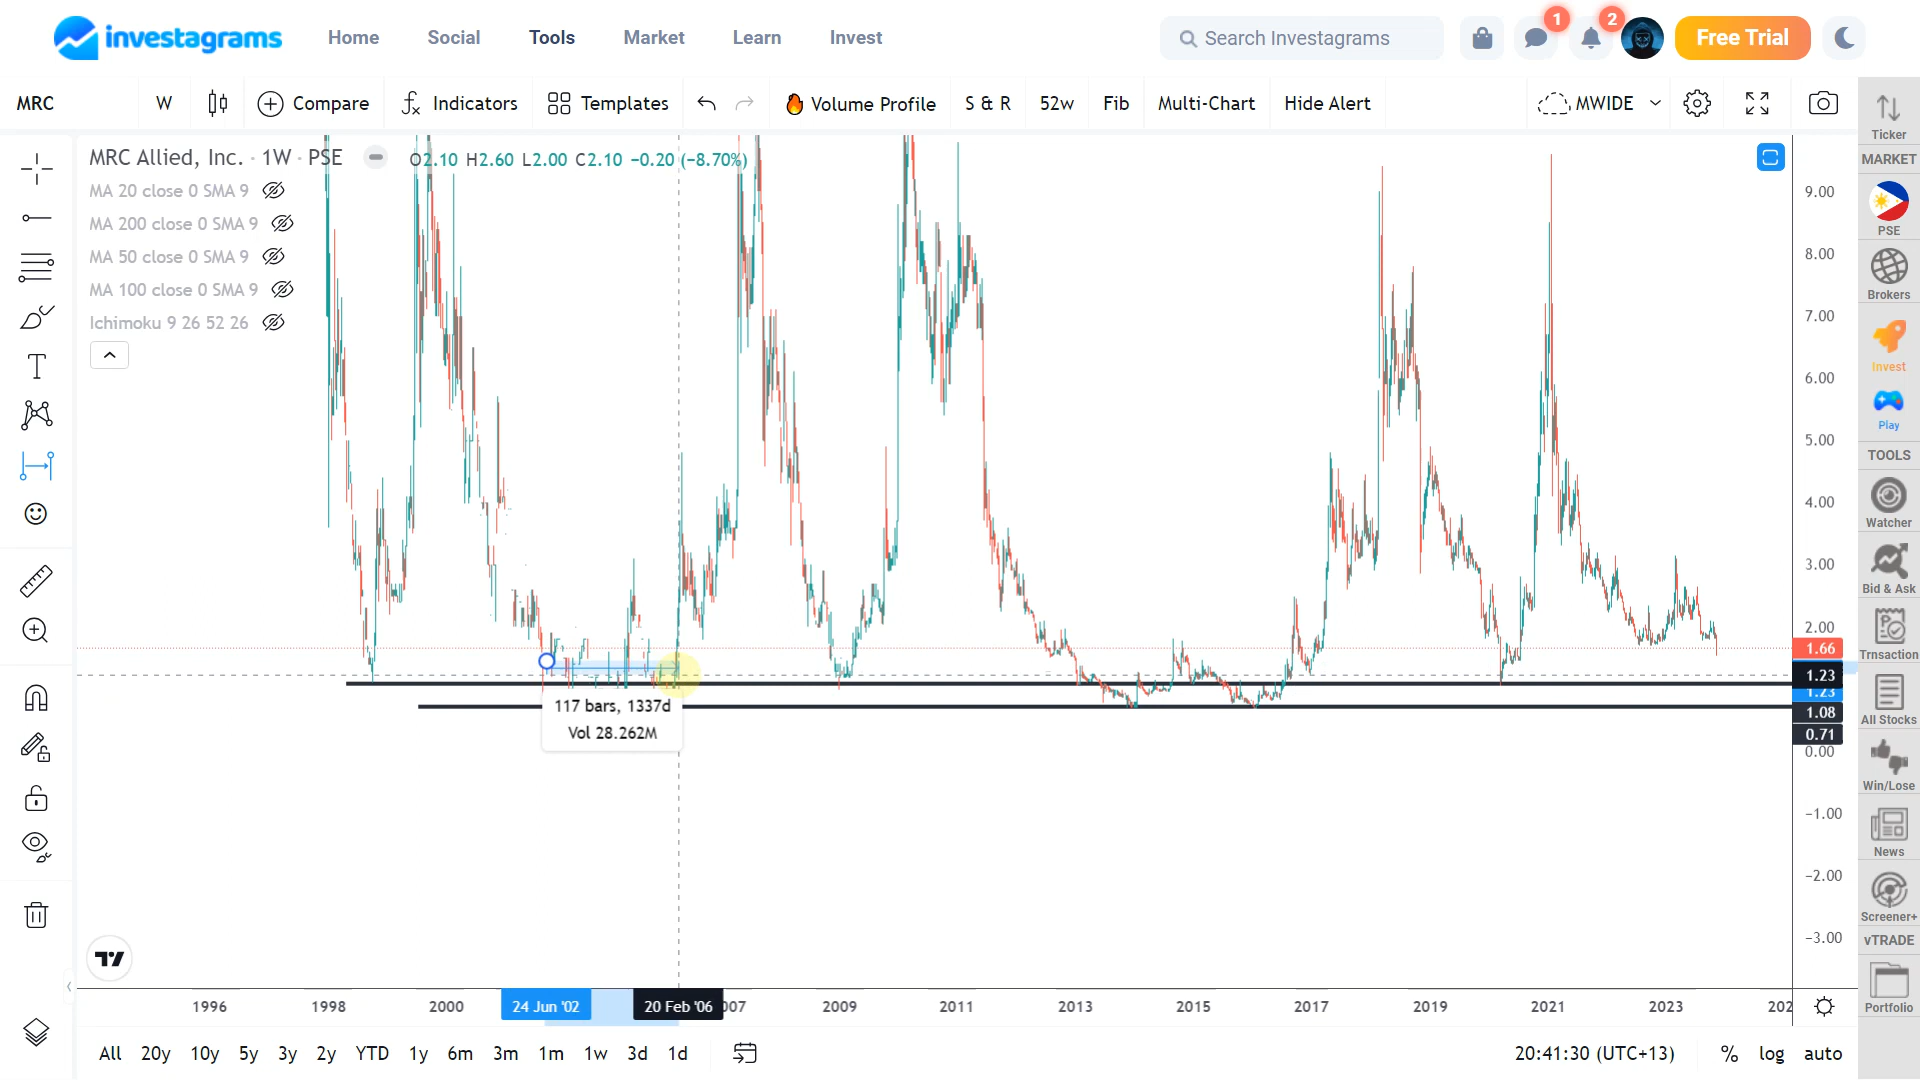 investagrams Home Social Tools Market Learn Invest Search Investagrams 1 2 Free Trial
MRC W Compare Indicators Templates Volume Profile S & R 52w Fib Multi-Chart Hide Alert MWIDE
MRC Allied, Inc. · 1W · PSE O2.10 H2.60 L2.00 C2.10 −0.20 (−8.70%)
MA 20 close 0 SMA 9
MA 200 close 0 SMA 9
MA 50 close 0 SMA 9
MA 100 close 0 SMA 9
Ichimoku 9 26 52 26
117 bars, 1337d
Vol 28.262M
9.00
8.00
7.00
6.00
5.00
4.00
3.00
2.00
1.66
1.23
1.23
1.08
0.71
0.00
−1.00
−2.00
−3.00
1996 1998 2000 24 Jun '02 20 Feb '06 007 2009 2011 2013 2015 2017 2019 2021 2023 202
All 20y 10y 5y 3y 2y YTD 1y 6m 3m 1m 1w 3d 1d 20:41:30 (UTC+13) % log auto
Ticker
MARKET
PSE
Brokers
Invest
Play
TOOLS
Watcher
Bid & Ask
Trnsaction
All Stocks
Win/Lose
News
Screener+
vTRADE
Portfolio